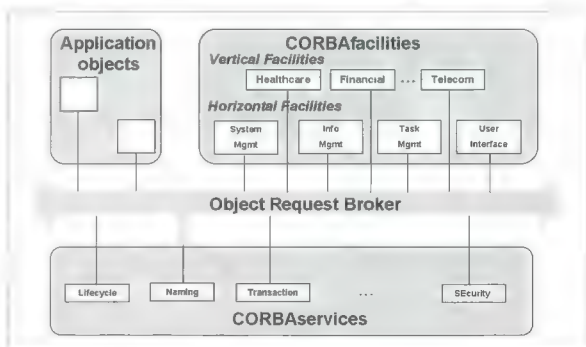 Application
objects
CORBAfacilities
Vertical Facilities
Healthcare
Financial
...
Telecom
Horizontal Facilities
System
Mgmt
Info
Mgmt
Task
Mgmt
User
Interface
Object Request Broker
Lifecycle
Naming
Transaction
...
SEcurity
CORBAservices